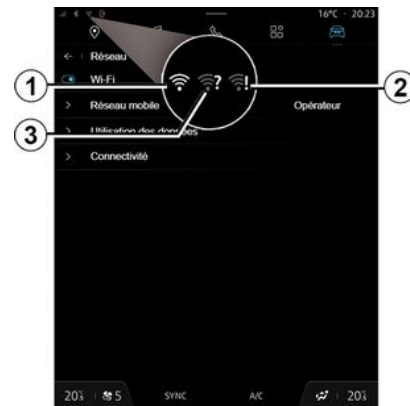 16°C · 20:23
← Réseau
1
Wi-Fi
? !
2
> Réseau mobile Opérateur
3
> Utilisation des données
> Connectivité
20 5 SYNC A/C 20